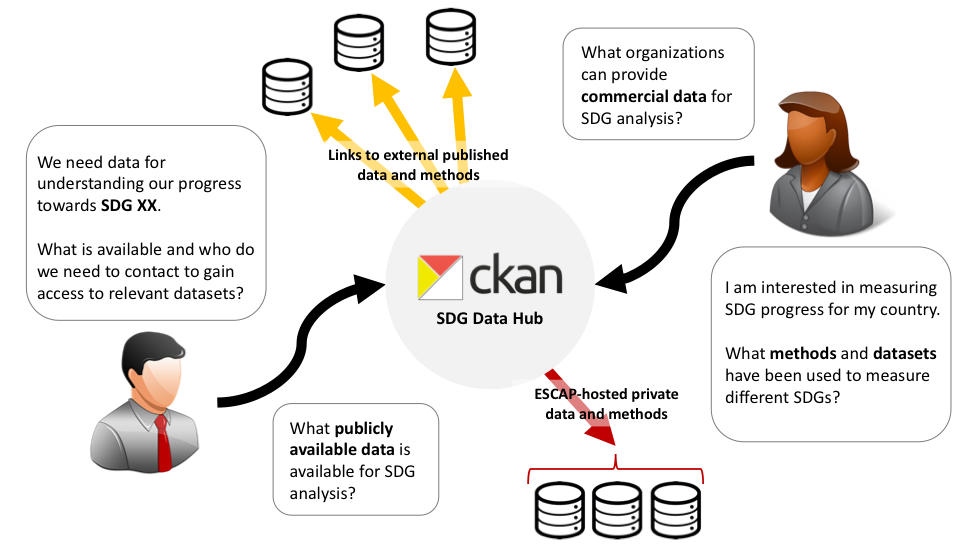 What organizations
can provide
commercial data for
SDG analysis?
Links to external published
data and methods
We need data for
understanding our progress
towards SDG XX.
What is available and who do
we need to contact to gain
access to relevant datasets?
ckan
SDG Data Hub
I am interested in measuring
SDG progress for my country.
What methods and datasets
have been used to measure
different SDGs?
ESCAP-hosted private
data and methods
What publicly
available data is
available for SDG
analysis?